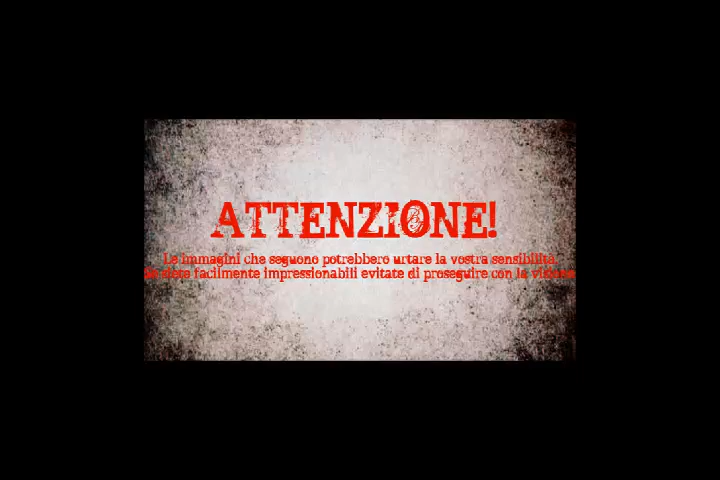 ATTENZIONE!
Le immagini che seguono potrebbero urtare la vostra sensibilità.
Se siete facilmente impressionabili evitate di proseguire con la visione